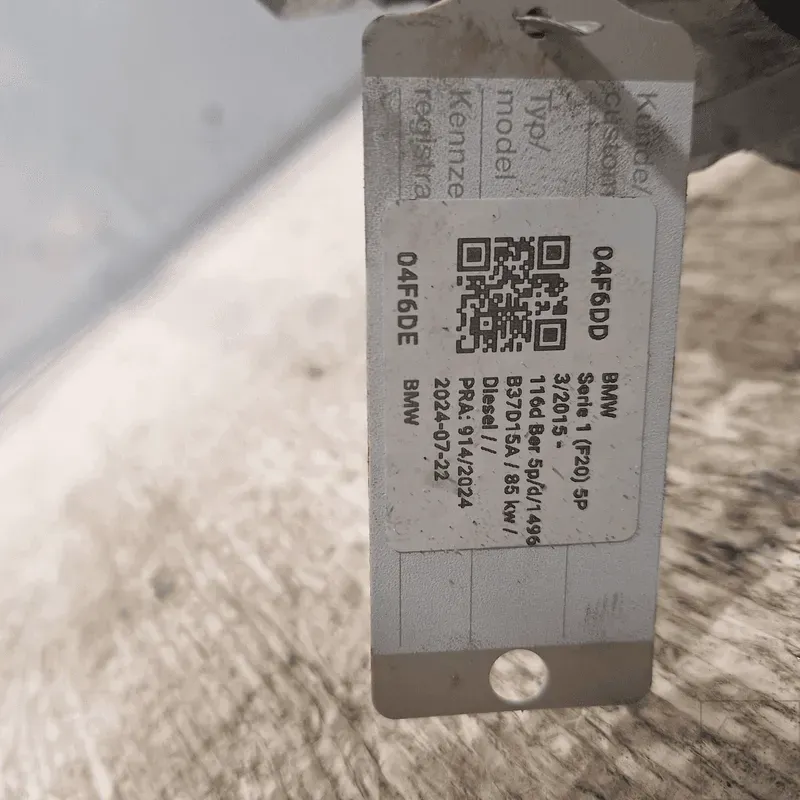 Kunde/
custom
Typ/
model
Kennze
registra
04F6DD
BMW
Serie 1 (F20) 5P
3/2015 - /
116d Ber 5p/d/1496
B37D15A / 85 kw /
Diesel / /
PRA: 914/2024
2024-07-22
04F6DE
BMW